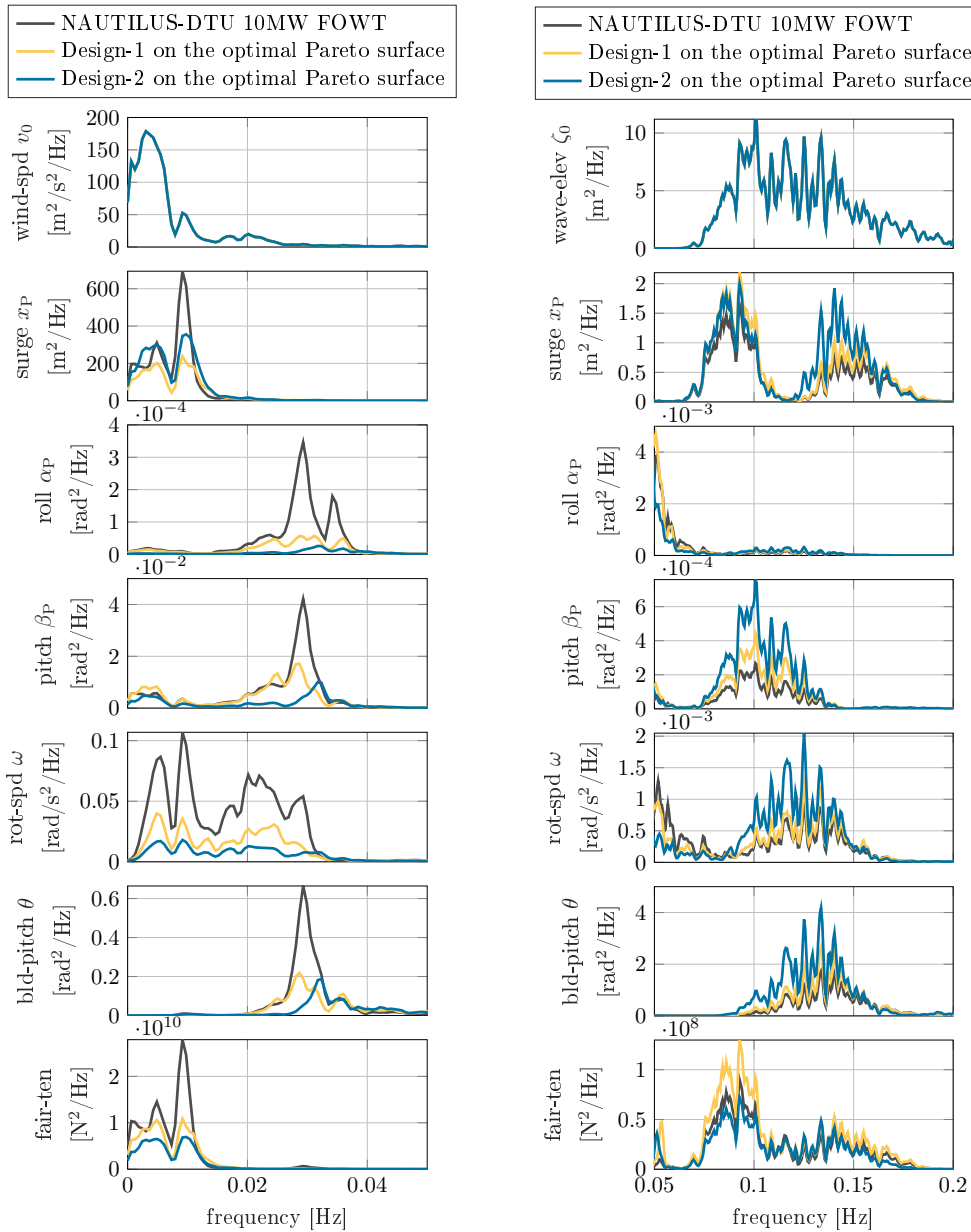 NAUTILUS-DTU 10MW FOWT
Design-1 on the optimal Pareto surface
Design-2 on the optimal Pareto surface
200
150
100
50
0
wind-spd v₀
[m²/s²/Hz]
600
400
200
0
surge x_P
[m²/Hz]
·10⁻⁴
4
3
2
1
0
roll α_P
[rad²/Hz]
·10⁻²
4
2
0
pitch β_P
[rad²/Hz]
0.1
0.05
0
rot-spd ω
[rad/s²/Hz]
0.6
0.4
0.2
0
bld-pitch θ
[rad²/Hz]
·10¹⁰
2
1
0
fair-ten
[N²/Hz]
0 0.02 0.04
frequency [Hz]
NAUTILUS-DTU 10MW FOWT
Design-1 on the optimal Pareto surface
Design-2 on the optimal Pareto surface
10
5
0
wave-elev ζ₀
[m²/Hz]
2
1.5
1
0.5
0
surge x_P
[m²/Hz]
·10⁻³
4
2
0
roll α_P
[rad²/Hz]
·10⁻⁴
6
4
2
0
pitch β_P
[rad²/Hz]
·10⁻³
2
1.5
1
0.5
0
rot-spd ω
[rad/s²/Hz]
4
2
0
bld-pitch θ
[rad²/Hz]
·10⁸
1
0.5
0
fair-ten
[N²/Hz]
0.05 0.1 0.15 0.2
frequency [Hz]